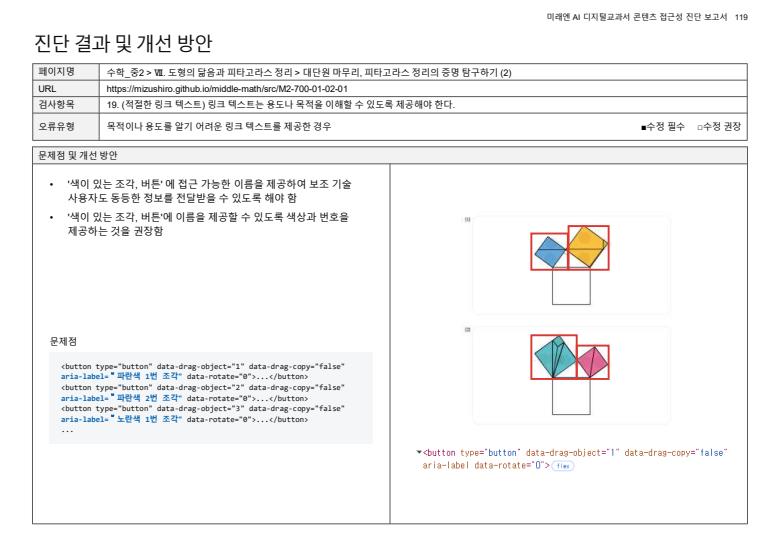 미래엔 AI 디지털교과서 콘텐츠 접근성 진단 보고서 119
진단 결과 및 개선 방안
페이지명 수학_중2 > Ⅶ. 도형의 닮음과 피타고라스 정리 > 대단원 마무리, 피타고라스 정리의 증명 탐구하기 (2)
URL https://mizushiro.github.io/middle-math/src/M2-700-01-02-01
검사항목 19. (적절한 링크 텍스트) 링크 텍스트는 용도나 목적을 이해할 수 있도록 제공해야 한다.
오류유형 목적이나 용도를 알기 어려운 링크 텍스트를 제공한 경우 ■수정 필수 □수정 권장
문제점 및 개선 방안
• '색이 있는 조각, 버튼' 에 접근 가능한 이름을 제공하여 보조 기술
사용자도 동등한 정보를 전달받을 수 있도록 해야 함
• '색이 있는 조각, 버튼'에 이름을 제공할 수 있도록 색상과 번호을
제공하는 것을 권장함
문제점
<button type="button" data-drag-object="1" data-drag-copy="false"
aria-label="파란색 1번 조각" data-rotate="0">...</button>
<button type="button" data-drag-object="2" data-drag-copy="false"
aria-label="파란색 2번 조각" data-rotate="0">...</button>
<button type="button" data-drag-object="3" data-drag-copy="false"
aria-label="노란색 1번 조각" data-rotate="0">...</button>
...
(1)
(2)
▼<button type="button" data-drag-object="1" data-drag-copy="false"
aria-label data-rotate="0"> flex